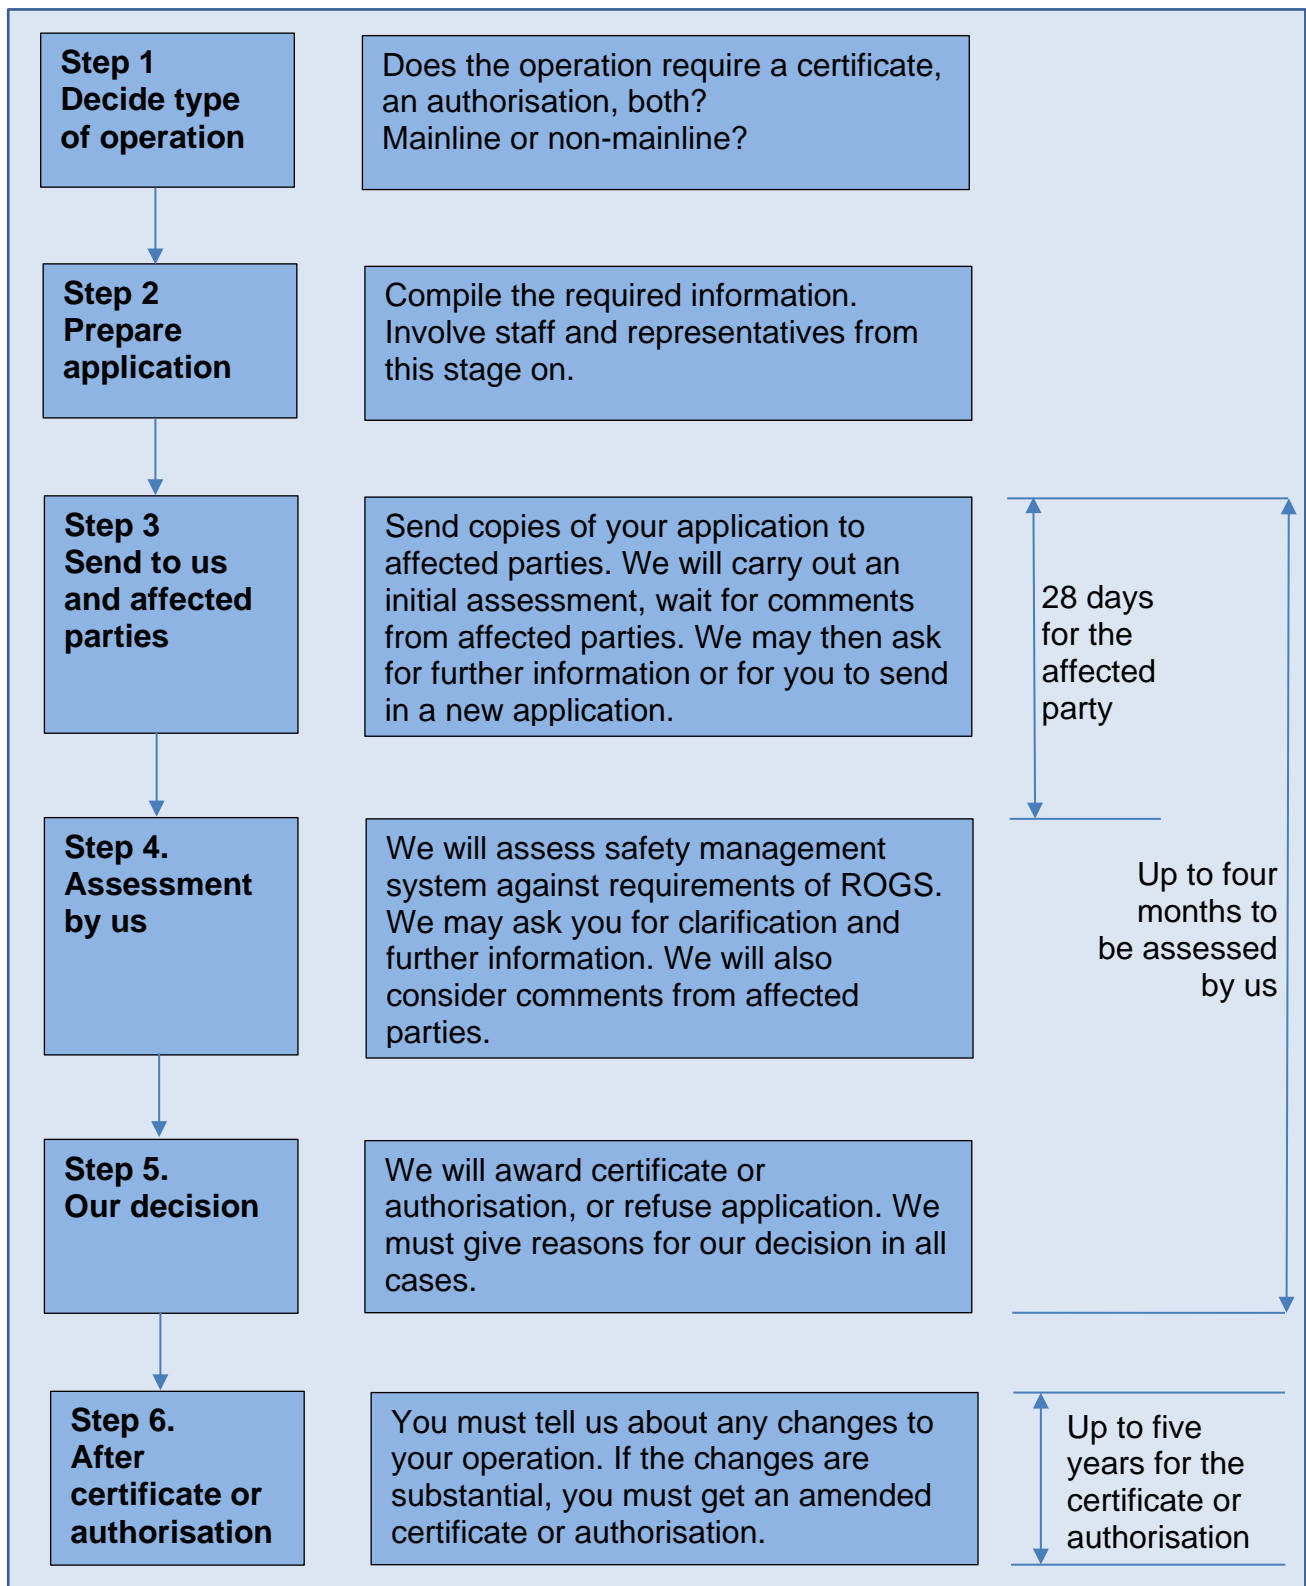 Step 1
Decide type
of operation
Does the operation require a certificate,
an authorisation, both?
Mainline or non-mainline?
Step 2
Prepare
application
Compile the required information.
Involve staff and representatives from
this stage on.
Step 3
Send to us
and affected
parties
Send copies of your application to
affected parties. We will carry out an
initial assessment, wait for comments
from affected parties. We may then ask
for further information or for you to send
in a new application.
28 days
for the
affected
party
Step 4.
Assessment
by us
We will assess safety management
system against requirements of ROGS.
We may ask you for clarification and
further information. We will also
consider comments from affected
parties.
Up to four
months to
be assessed
by us
Step 5.
Our decision
We will award certificate or
authorisation, or refuse application. We
must give reasons for our decision in all
cases.
Step 6.
After
certificate or
authorisation
You must tell us about any changes to
your operation. If the changes are
substantial, you must get an amended
certificate or authorisation.
Up to five
years for the
certificate or
authorisation